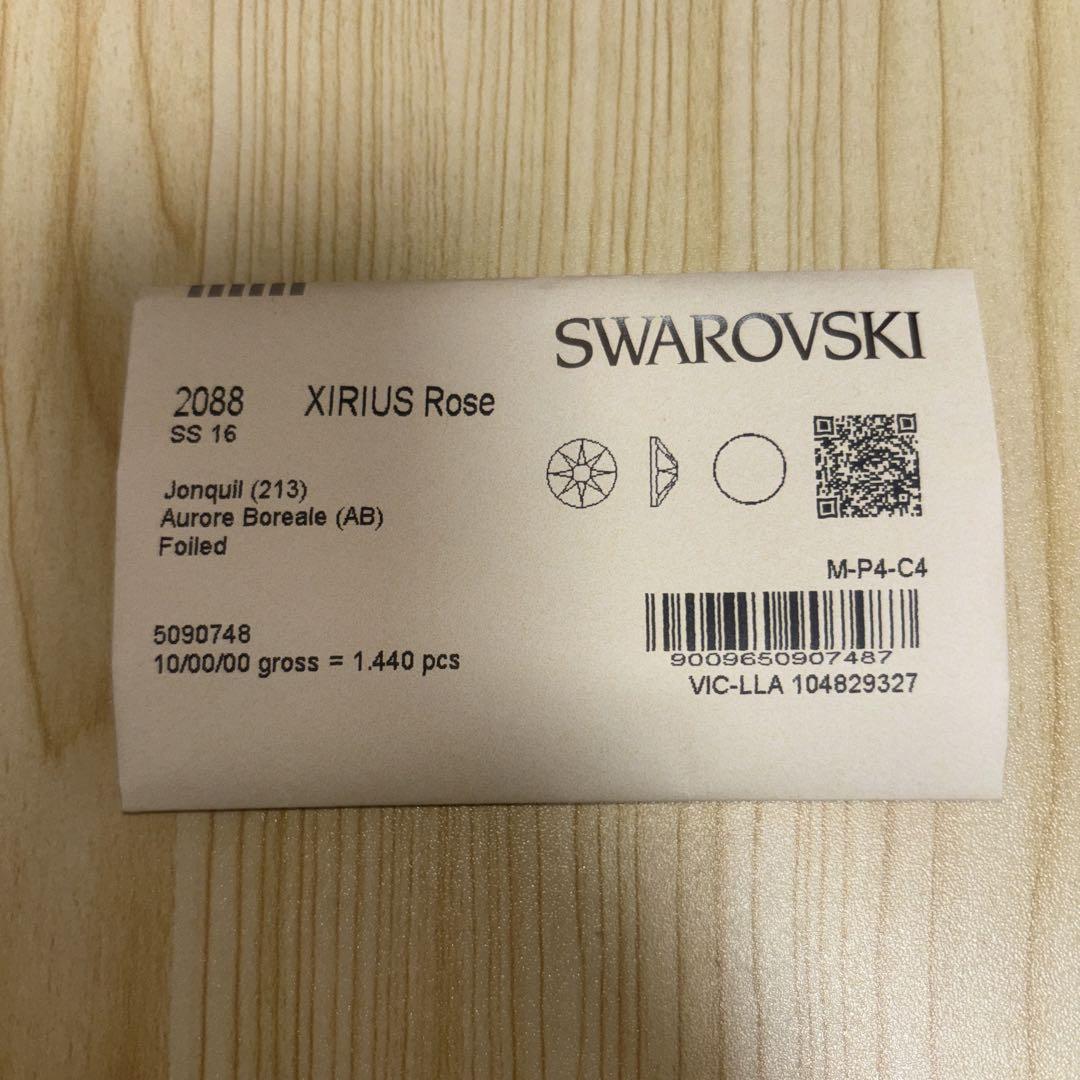 SWAROVSKI
2088 XIRIUS Rose
SS 16
Jonquil (213)
Aurore Boreale (AB)
Foiled
M-P4-C4
5090748
10/00/00 gross = 1.440 pcs
9009650907487
VIC-LLA 104829327